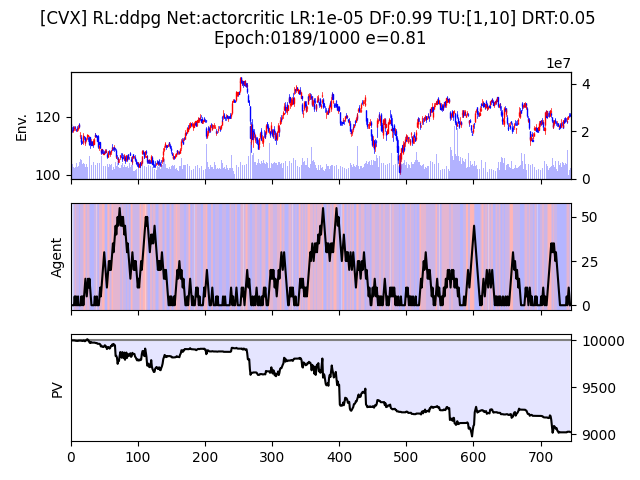 [CVX] RL:ddpg Net:actorcritic LR:1e-05 DF:0.99 TU:[1,10] DRT:0.05
Epoch:0189/1000 e=0.81
1e7
Env.
120
100
4
2
0
Agent
50
25
0
PV
10000
9500
9000
0 100 200 300 400 500 600 700